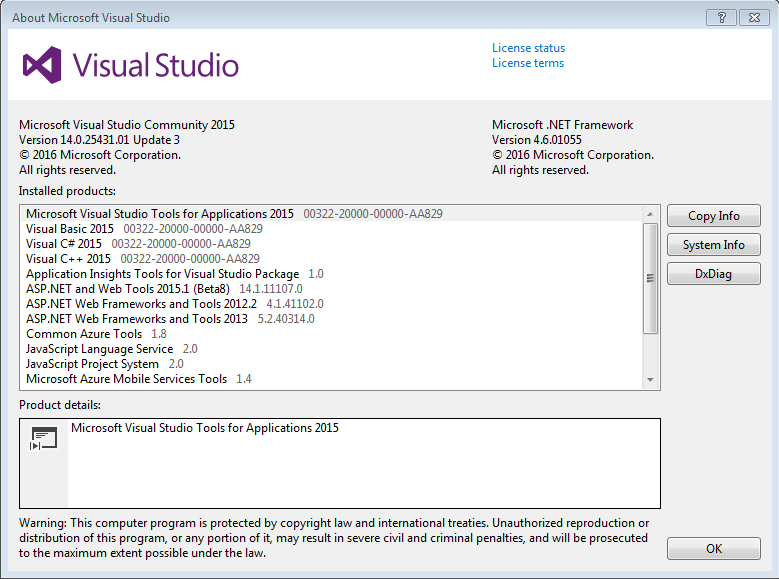 About Microsoft Visual Studio
Visual Studio
License status
License terms
Microsoft Visual Studio Community 2015
Version 14.0.25431.01 Update 3
© 2016 Microsoft Corporation.
All rights reserved.
Microsoft .NET Framework
Version 4.6.01055
© 2016 Microsoft Corporation.
All rights reserved.
Installed products:
Microsoft Visual Studio Tools for Applications 2015 00322-20000-00000-AA829
Visual Basic 2015 00322-20000-00000-AA829
Visual C# 2015 00322-20000-00000-AA829
Visual C++ 2015 00322-20000-00000-AA829
Application Insights Tools for Visual Studio Package 1.0
ASP.NET and Web Tools 2015.1 (Beta8) 14.1.11107.0
ASP.NET Web Frameworks and Tools 2012.2 4.1.41102.0
ASP.NET Web Frameworks and Tools 2013 5.2.40314.0
Common Azure Tools 1.8
JavaScript Language Service 2.0
JavaScript Project System 2.0
Microsoft Azure Mobile Services Tools 1.4
Copy Info
System Info
DxDiag
Product details:
Microsoft Visual Studio Tools for Applications 2015
Warning: This computer program is protected by copyright law and international treaties. Unauthorized reproduction or
distribution of this program, or any portion of it, may result in severe civil and criminal penalties, and will be prosecuted
to the maximum extent possible under the law.
OK